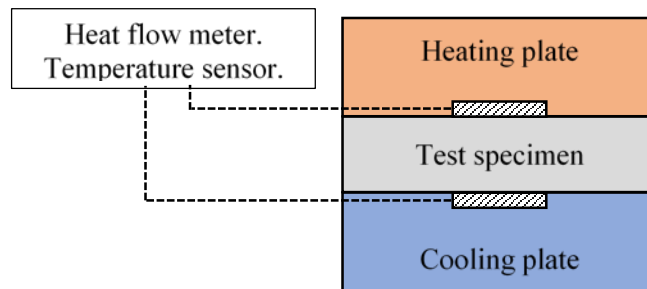 Heat flow meter.
Temperature sensor.
Heating plate
Test specimen
Cooling plate